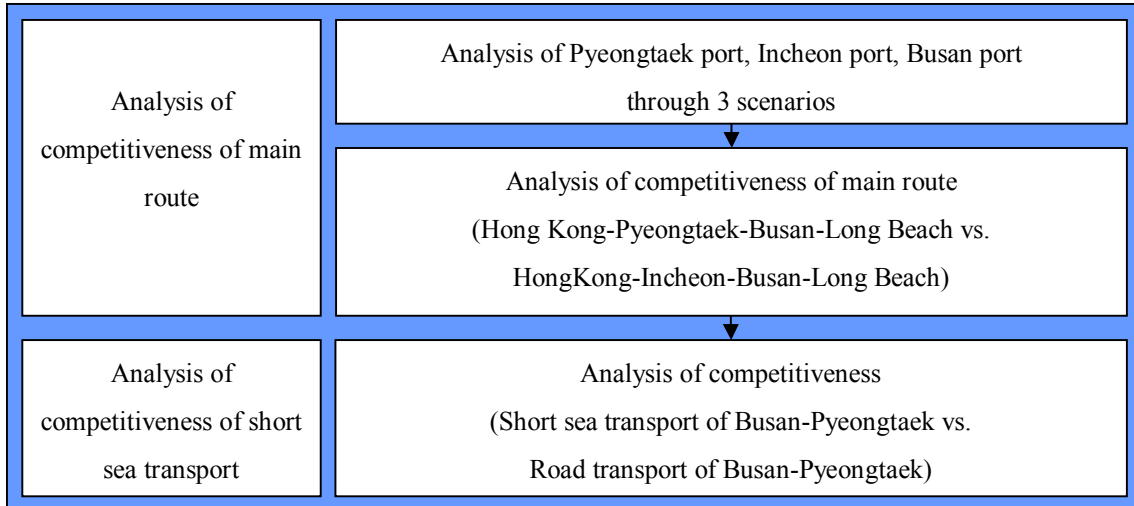 Analysis of
competitiveness of main
route
Analysis of Pyeongtaek port, Incheon port, Busan port
through 3 scenarios
Analysis of competitiveness of main route
(Hong Kong-Pyeongtaek-Busan-Long Beach vs.
HongKong-Incheon-Busan-Long Beach)
Analysis of
competitiveness of short
sea transport
Analysis of competitiveness
(Short sea transport of Busan-Pyeongtaek vs.
Road transport of Busan-Pyeongtaek)